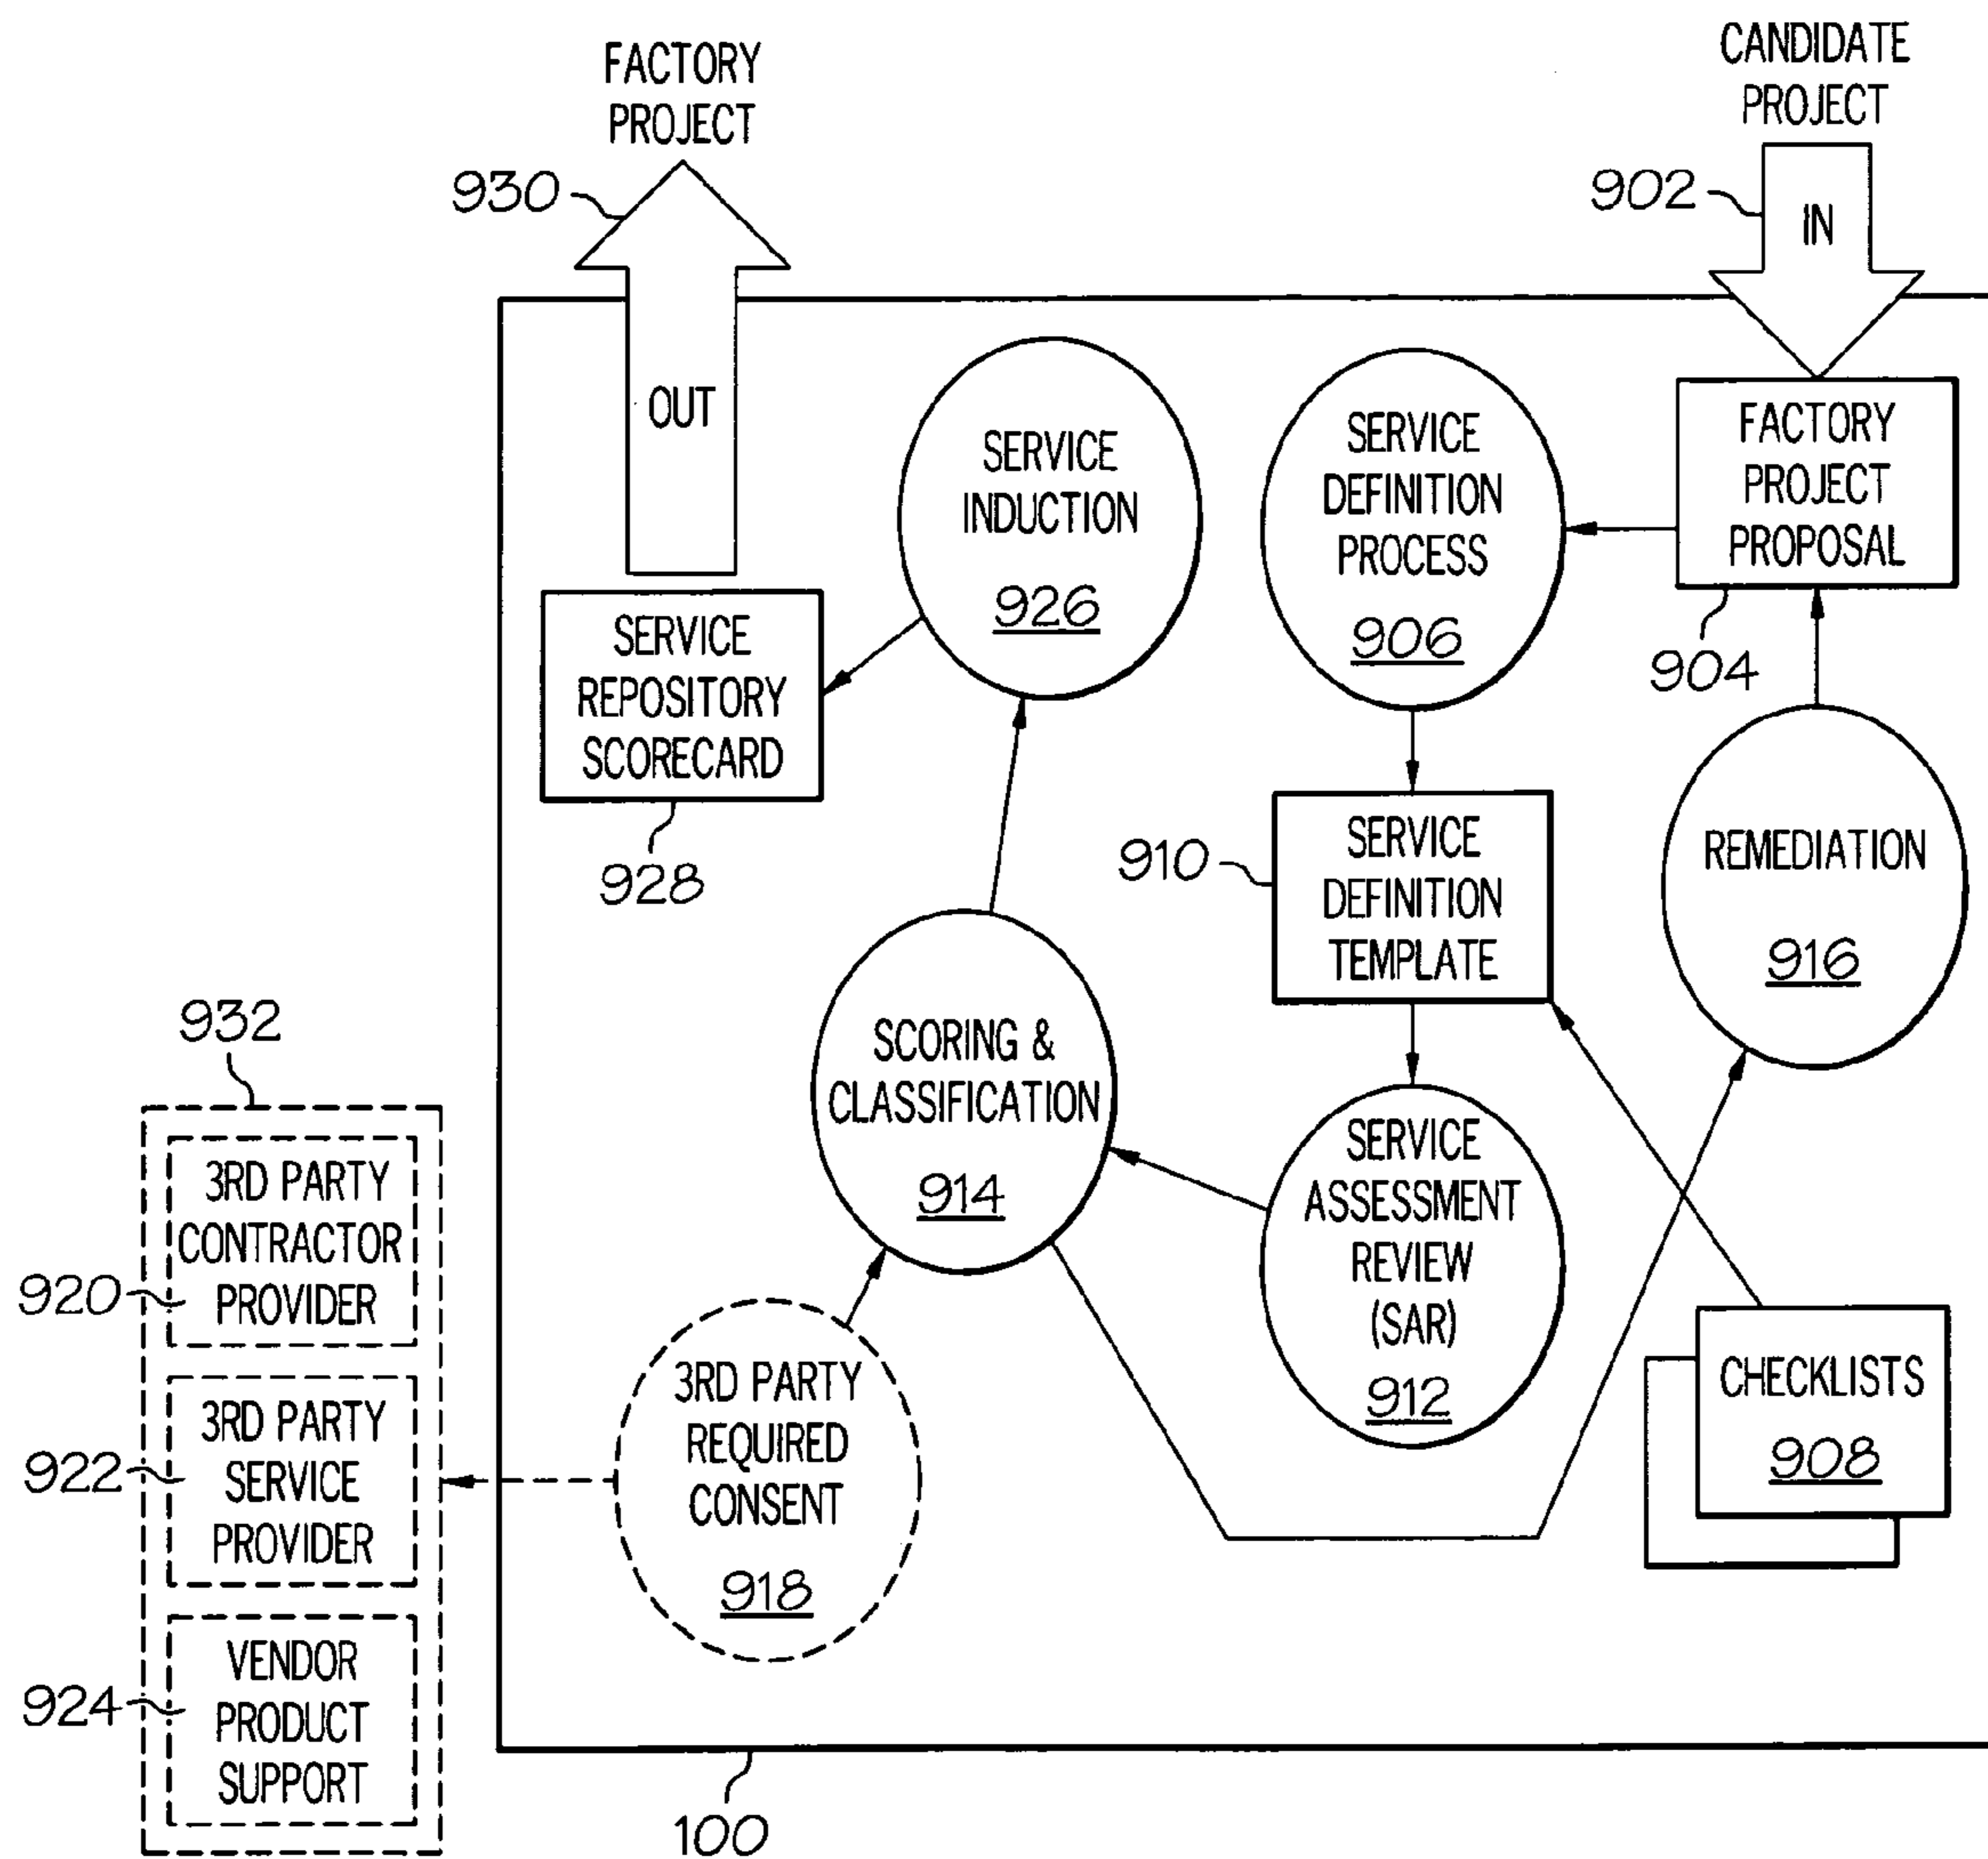 FACTORY
PROJECT
930
OUT
CANDIDATE
PROJECT
902
IN
FACTORY
PROJECT
PROPOSAL
904
SERVICE
DEFINITION
PROCESS
906
SERVICE
INDUCTION
926
SERVICE
REPOSITORY
SCORECARD
928
910
SERVICE
DEFINITION
TEMPLATE
REMEDIATION
916
SCORING &
CLASSIFICATION
914
SERVICE
ASSESSMENT
REVIEW
(SAR)
912
CHECKLISTS
908
3RD PARTY
REQUIRED
CONSENT
918
932
3RD PARTY
CONTRACTOR
PROVIDER
920
3RD PARTY
SERVICE
PROVIDER
922
VENDOR
PRODUCT
SUPPORT
924
100